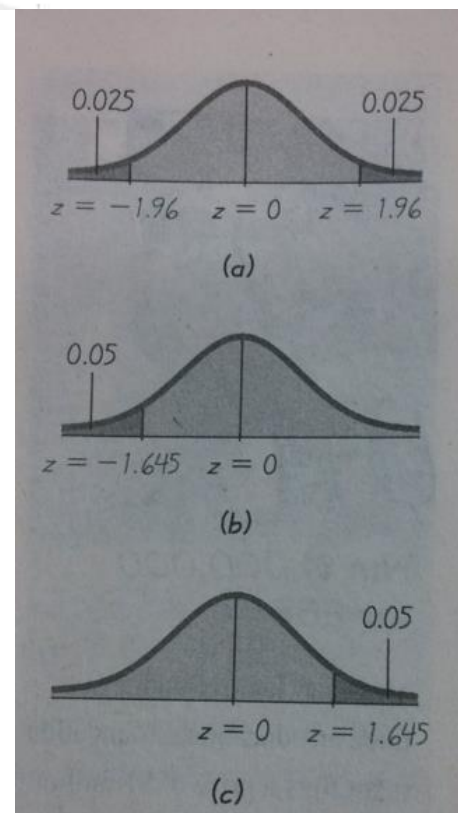 0.025 0.025
z = −1.96 z = 0 z = 1.96
(a)
0.05
z = −1.645 z = 0
(b)
0.05
z = 0 z = 1.645
(c)